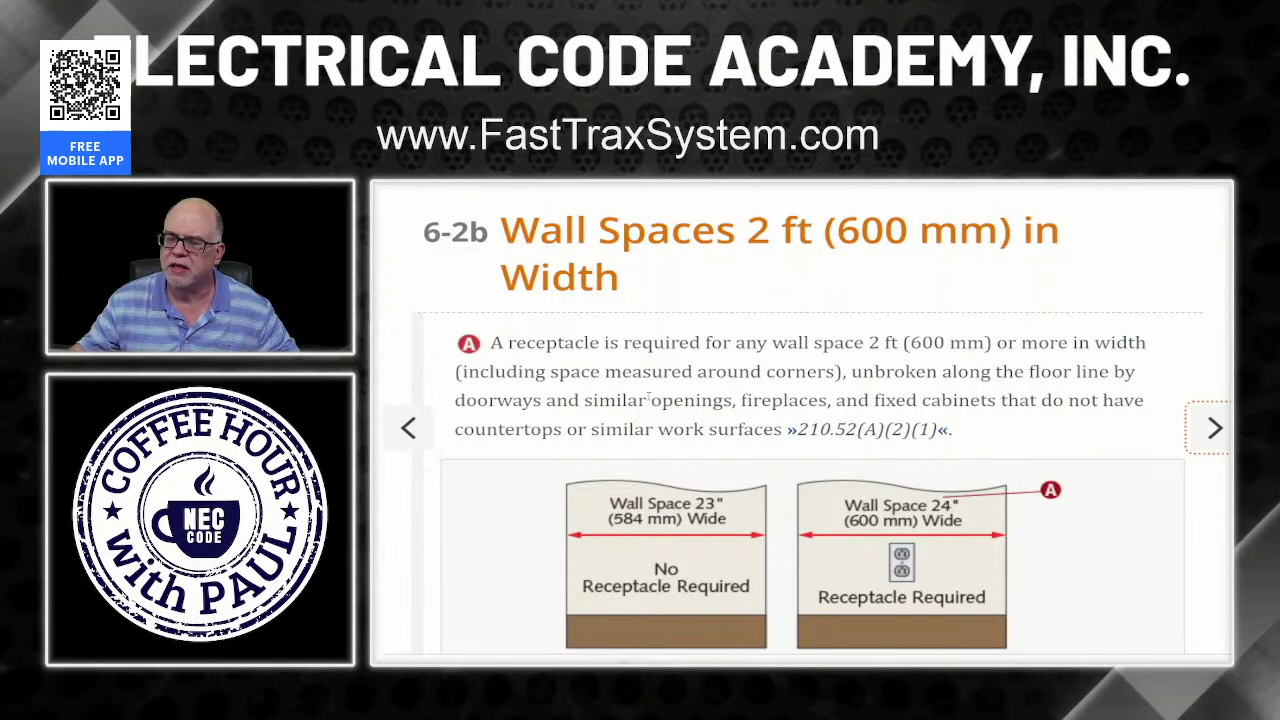 ELECTRICAL CODE ACADEMY, INC.
www.FastTraxSystem.com
FREE
MOBILE APP
6-2b Wall Spaces 2 ft (600 mm) in
Width
A A receptacle is required for any wall space 2 ft (600 mm) or more in width
(including space measured around corners), unbroken along the floor line by
doorways and similar openings, fireplaces, and fixed cabinets that do not have
countertops or similar work surfaces »210.52(A)(2)(1)«.
Wall Space 23"
(584 mm) Wide
No
Receptacle Required
Wall Space 24"
(600 mm) Wide
A
Receptacle Required
COFFEE HOUR
NEC
CODE
with PAUL